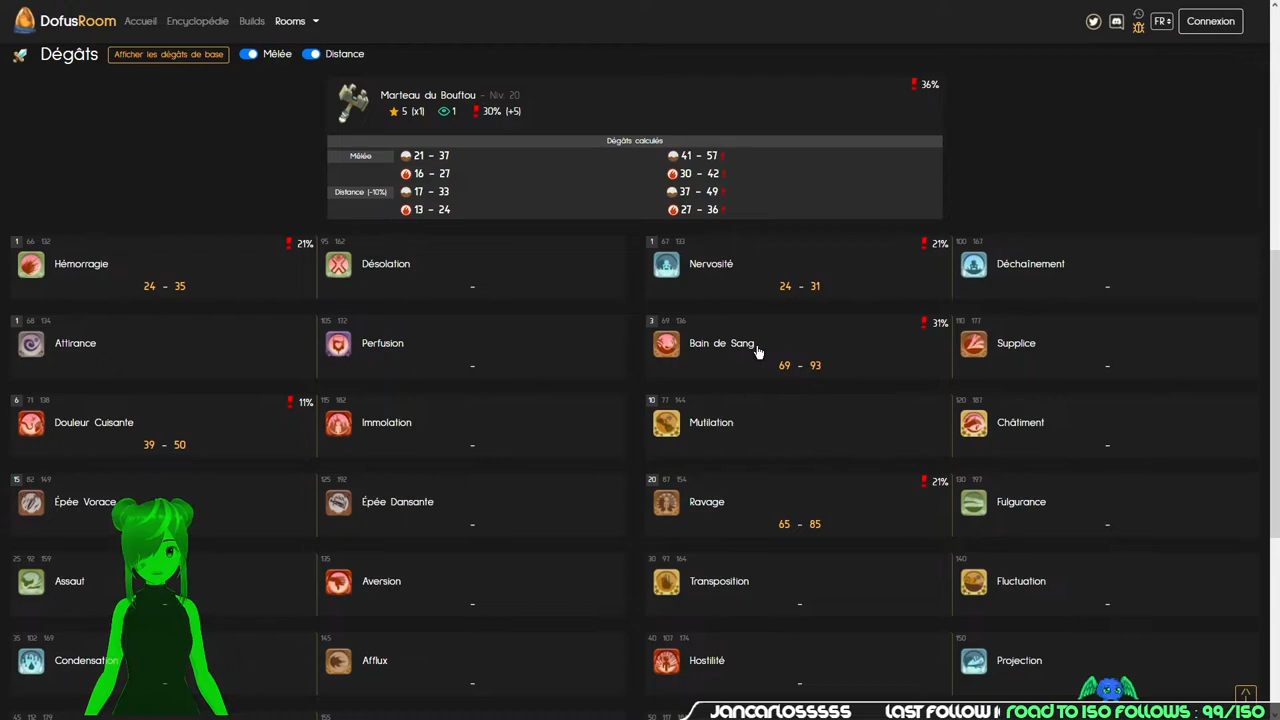 DofusRoom Accueil Encyclopédie Builds Rooms FR Connexion
Dégâts Afficher les dégâts de base Mêlée Distance
Marteau du Bouftou - Niv. 20 36%
5 (x1) 1 30% (+5)
Dégâts calculés
Mêlée 21 - 37 41 - 57
16 - 27 30 - 42
Distance (-10%) 17 - 33 37 - 49
13 - 24 27 - 36
1 66 132 21% 95 162 1 67 133 21% 100 167
Hémorragie Désolation Nervosité Déchaînement
24 - 35 - 24 - 31 -
1 68 134 105 172 3 69 136 31% 110 177
Attirance Perfusion Bain de Sang Supplice
- 69 - 93 -
6 71 138 11% 115 182 10 77 144 120 187
Douleur Cuisante Immolation Mutilation Châtiment
39 - 50 - -
15 82 149 125 192 20 87 154 21% 130 197
Épée Vorace Épée Dansante Ravage Fulgurance
- 65 - 85 -
25 92 159 135 30 97 164 140
Assaut Aversion Transposition Fluctuation
- - - -
35 102 169 145 40 107 174 150
Condensation Afflux Hostilité Projection
- - - -
45 112 155
JANCARLOSSSSS LAST FOLLOW ROAD TO 150 FOLLOWS : 99/150